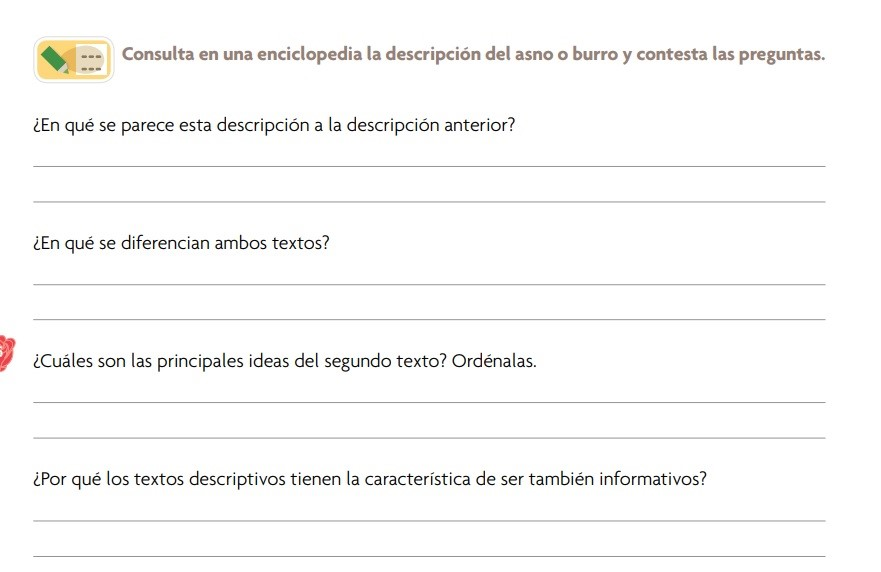 Consulta en una enciclopedia la descripción del asno o burro y contesta las preguntas.
¿En qué se parece esta descripción a la descripción anterior?
¿En qué se diferencian ambos textos?
¿Cuáles son las principales ideas del segundo texto? Ordénalas.
¿Por qué los textos descriptivos tienen la característica de ser también informativos?